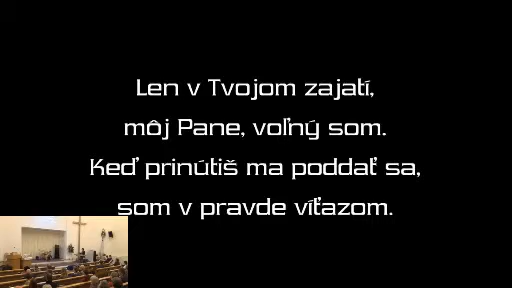 Len v Tvojom zajatí,
môj Pane, voľný som.
Keď prinútiš ma poddať sa,
som v pravde víťazom.